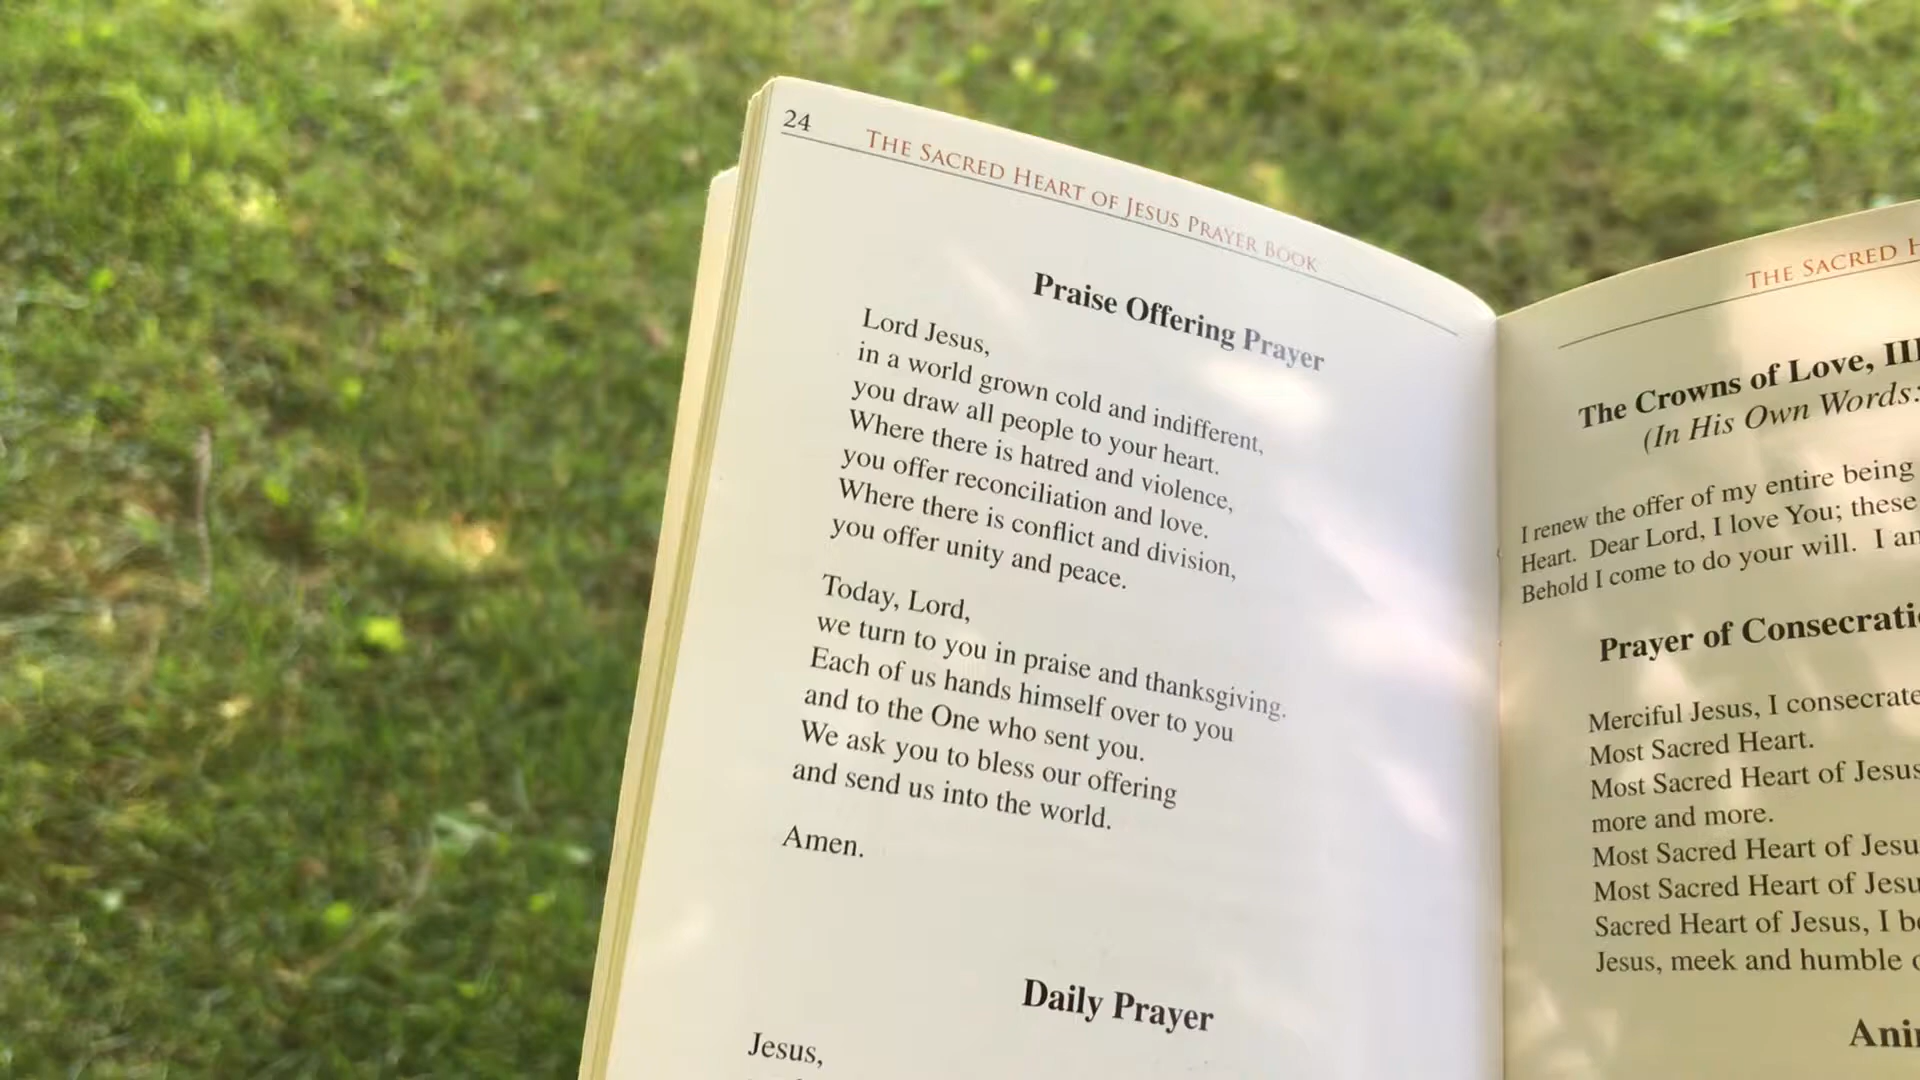 24
THE SACRED HEART OF JESUS PRAYER BOOK
Praise Offering Prayer
Lord Jesus,
in a world grown cold and indifferent,
you draw all people to your heart.
Where there is hatred and violence,
you offer reconciliation and love.
Where there is conflict and division,
you offer unity and peace.
Today, Lord,
we turn to you in praise and thanksgiving.
Each of us hands himself over to you
and to the One who sent you.
We ask you to bless our offering
and send us into the world.
Amen.
Daily Prayer
Jesus,
THE SACRED
The Crowns of Love, III
(In His Own Words:
I renew the offer of my entire being
Heart. Dear Lord, I love You; these
Behold I come to do your will. I
Prayer of
Merciful Jesus, I consecrate
Most Sacred Heart.
Most Sacred Heart of Jesus
more and more.
Most Sacred Heart of
Most Sacred Heart of
Sacred Heart of Jesus, I
Jesus, meek and humble